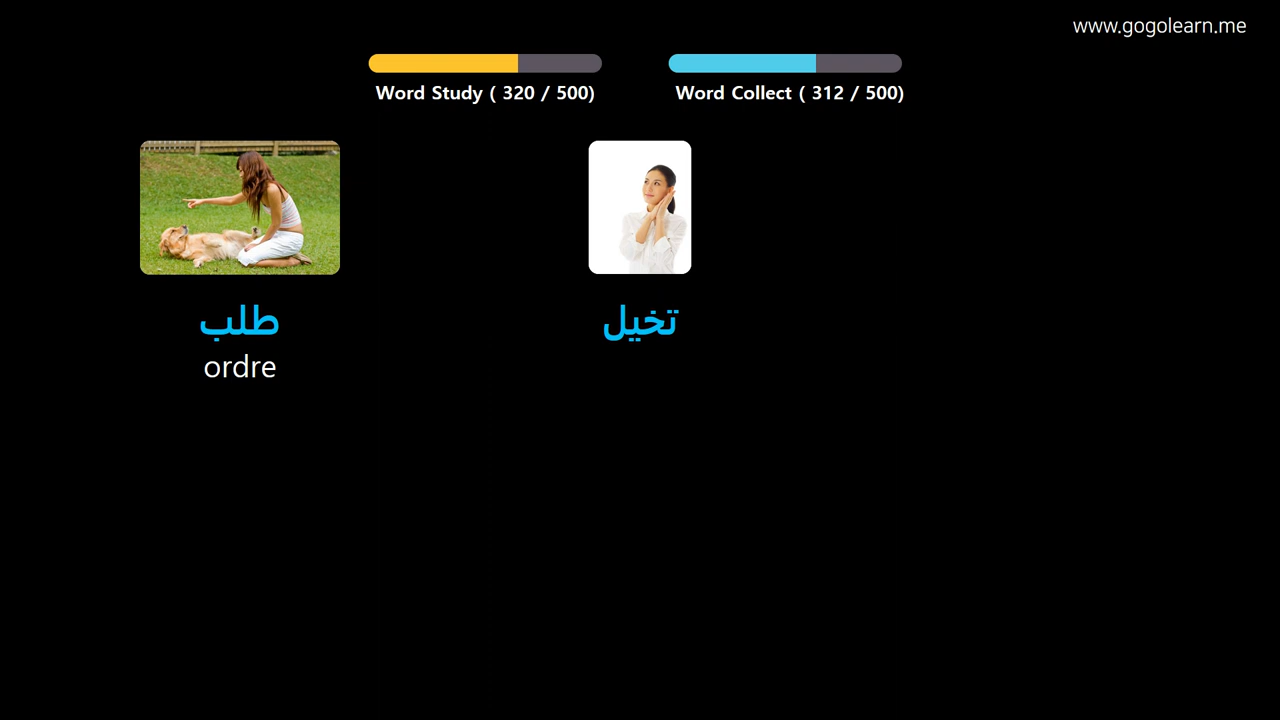 www.gogolearn.me
Word Study ( 320 / 500)
Word Collect ( 312 / 500)
طلب
ordre
تخيل